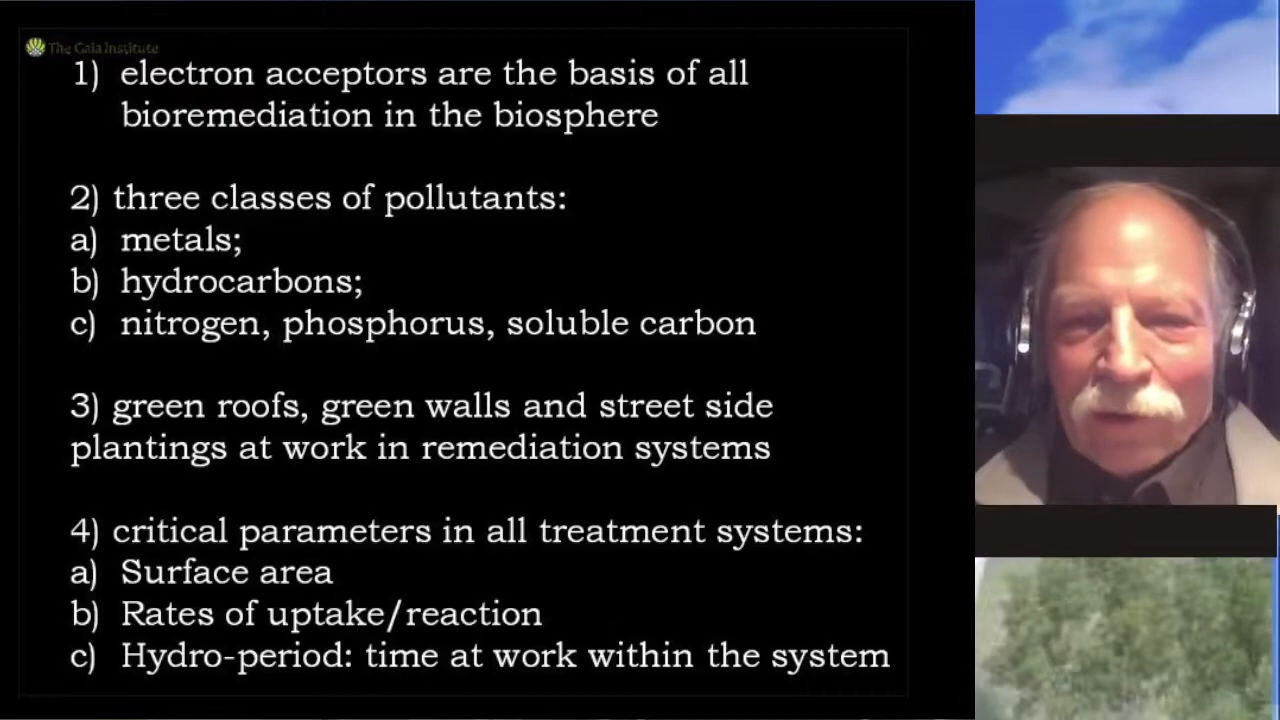 The Gaia Institute
1) electron acceptors are the basis of all
bioremediation in the biosphere
2) three classes of pollutants:
a) metals;
b) hydrocarbons;
c) nitrogen, phosphorus, soluble carbon
3) green roofs, green walls and street side
plantings at work in remediation systems
4) critical parameters in all treatment systems:
a) Surface area
b) Rates of uptake/reaction
c) Hydro-period: time at work within the system